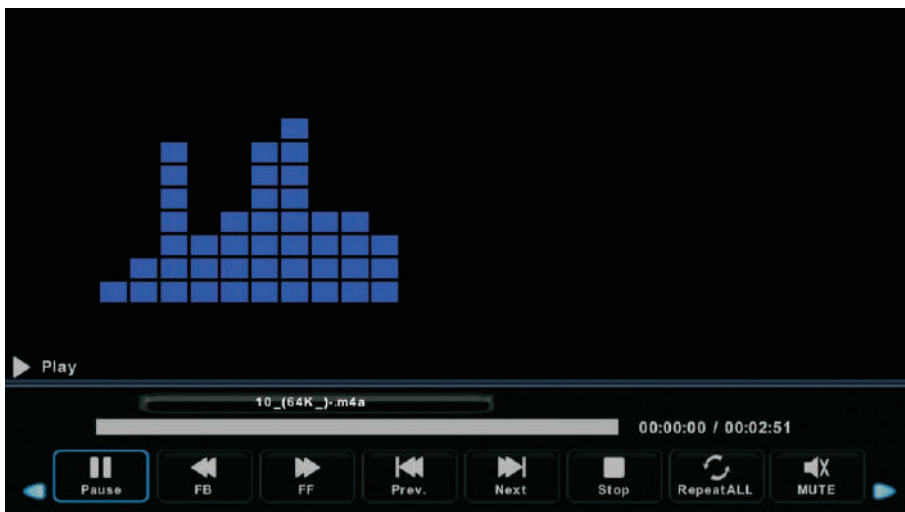 Play
10_(64K_)-.m4a
00:00:00 / 00:02:51
Pause FB FF Prev. Next Stop RepeatALL MUTE